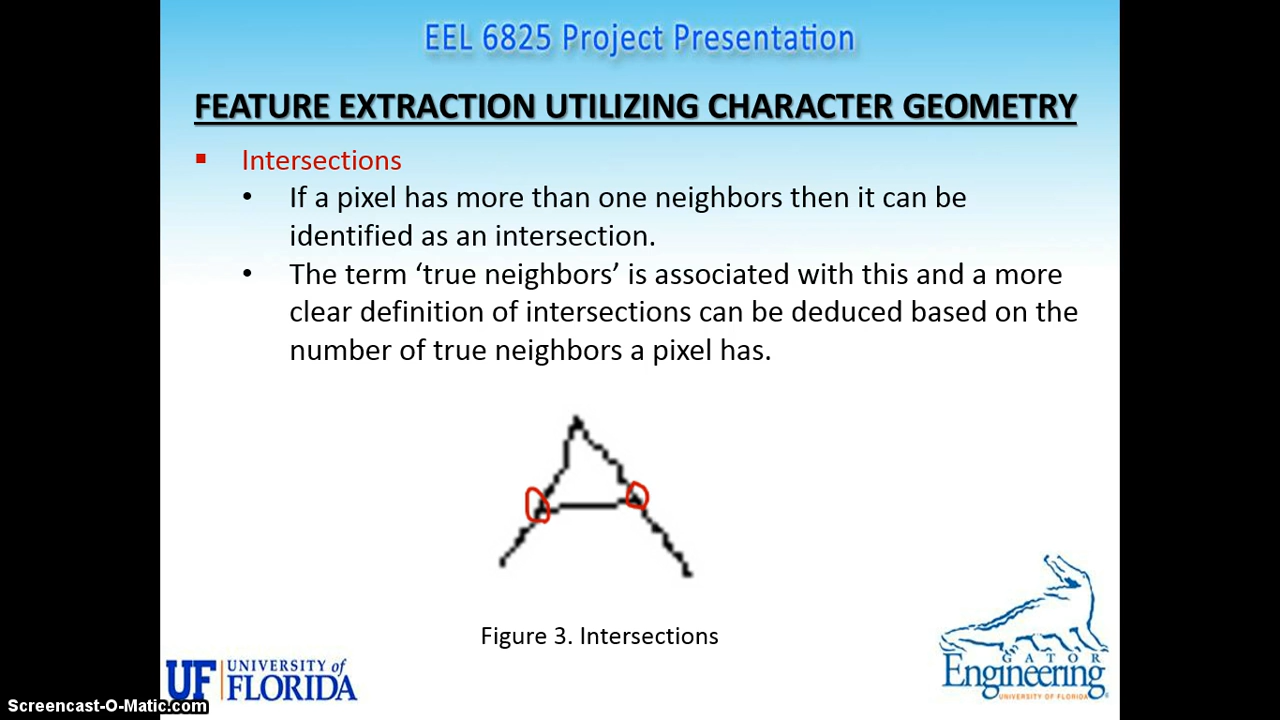 EEL 6825 Project Presentation
FEATURE EXTRACTION UTILIZING CHARACTER GEOMETRY
▪ Intersections
• If a pixel has more than one neighbors then it can be
identified as an intersection.
• The term ‘true neighbors’ is associated with this and a more
clear definition of intersections can be deduced based on the
number of true neighbors a pixel has.
Figure 3. Intersections
UF UNIVERSITY of
FLORIDA
GATOR
Engineering
UNIVERSITY OF FLORIDA
Screencast-O-Matic.com